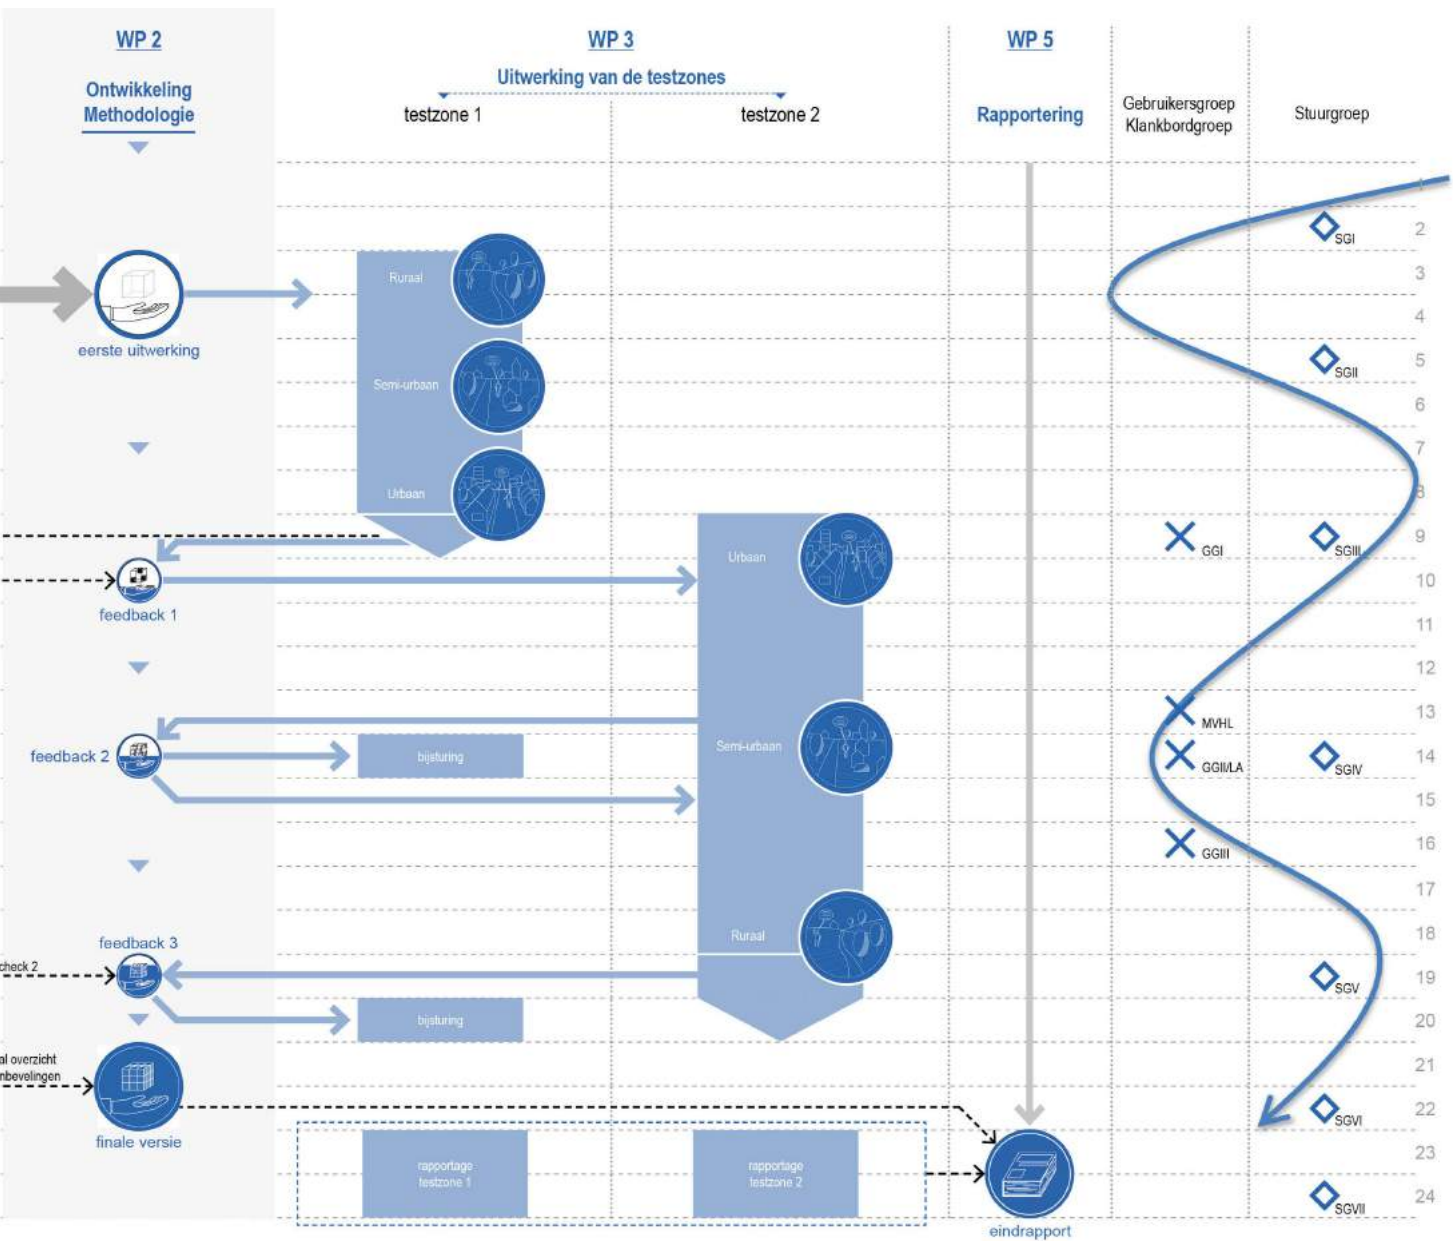 WP 2
WP 3
WP 5
Ontwikkeling
Methodologie
Uitwerking van de testzones
testzone 1
testzone 2
Rapportering
Gebruikersgroep
Klankbordgroep
Stuurgroep
1
SGI
2
Ruraal
3
4
eerste uitwerking
SGII
5
Semi-urbaan
6
7
Urbaan
8
GGI
SGIII
9
Urbaan
10
feedback 1
11
12
MVHL
13
feedback 2
bijsturing
Semi-urbaan
GGII/LA
SGIV
14
15
GGIII
16
17
Ruraal
18
feedback 3
check 2
SGV
19
bijsturing
20
al overzicht
nbevelingen
21
finale versie
SGVI
22
rapportage
testzone 1
rapportage
testzone 2
23
SGVII
24
eindrapport